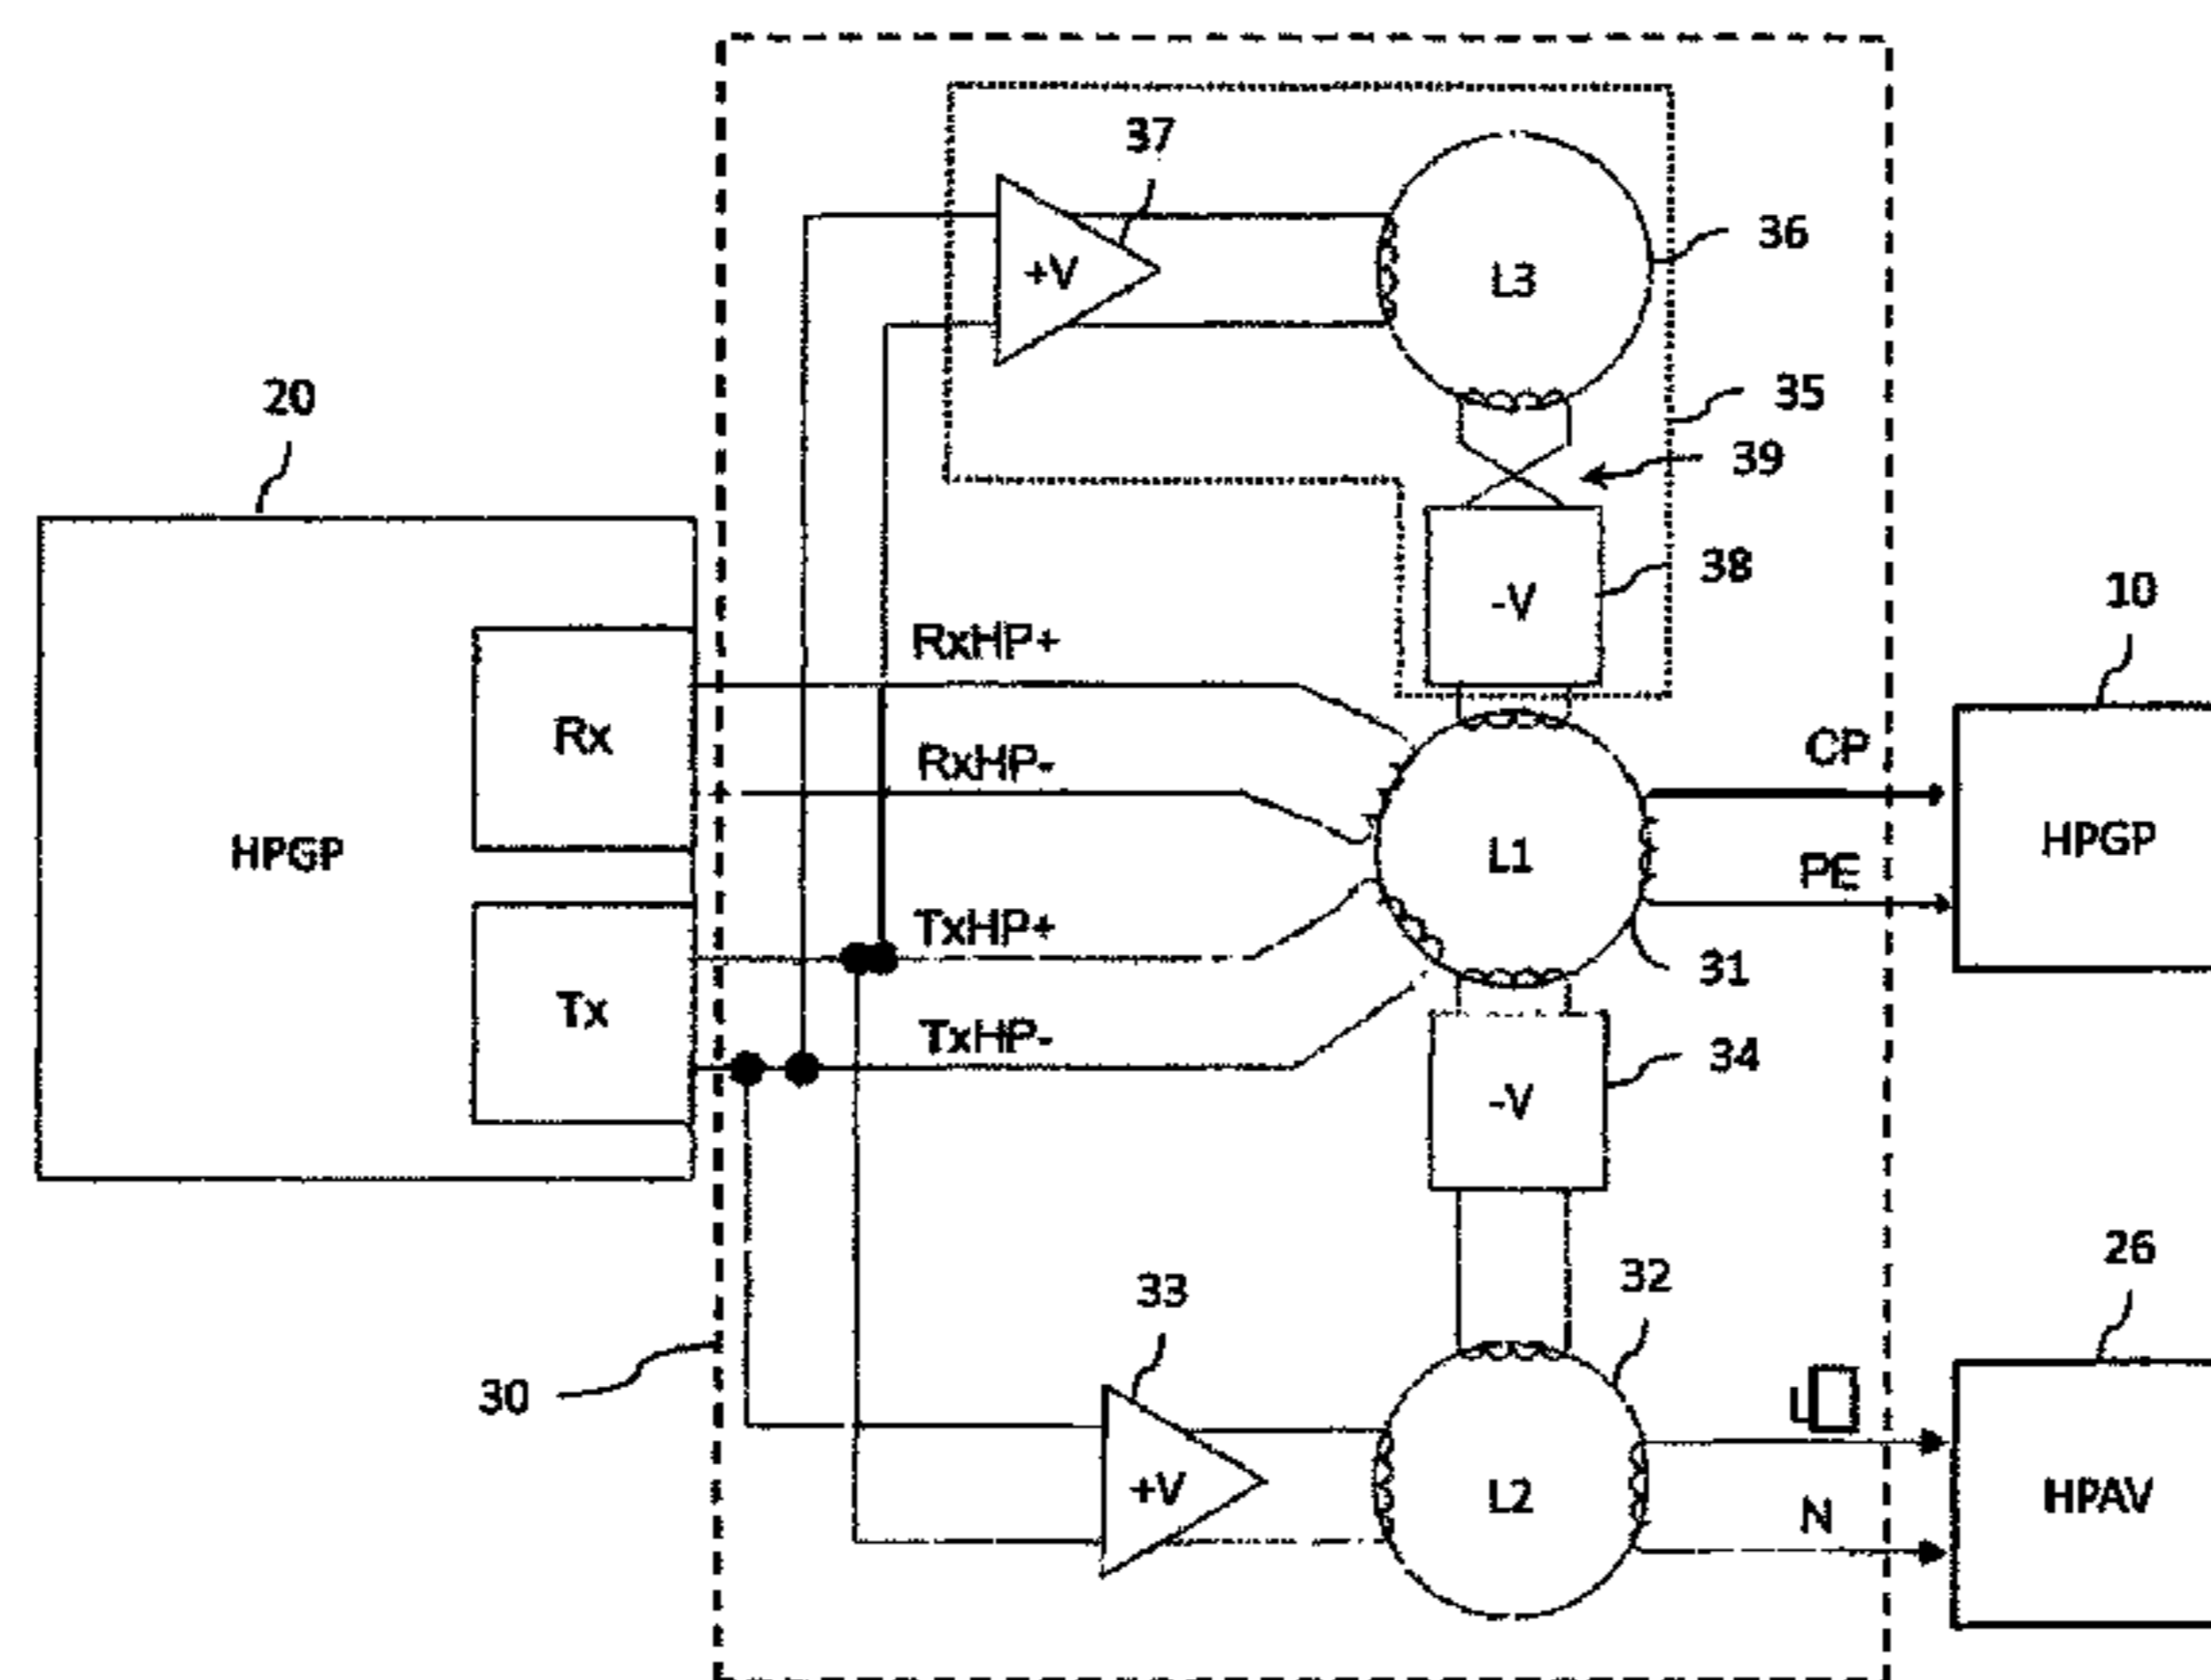 37
+V
L3
36
35
39
20
-V
38
10
RxHP+
Rx
RxHP-
CP
HPGP
L1
HPGP
PE
TxHP+
31
Tx
TxHP-
34
-V
26
33
32
30
L
+V
L2
HPAV
N